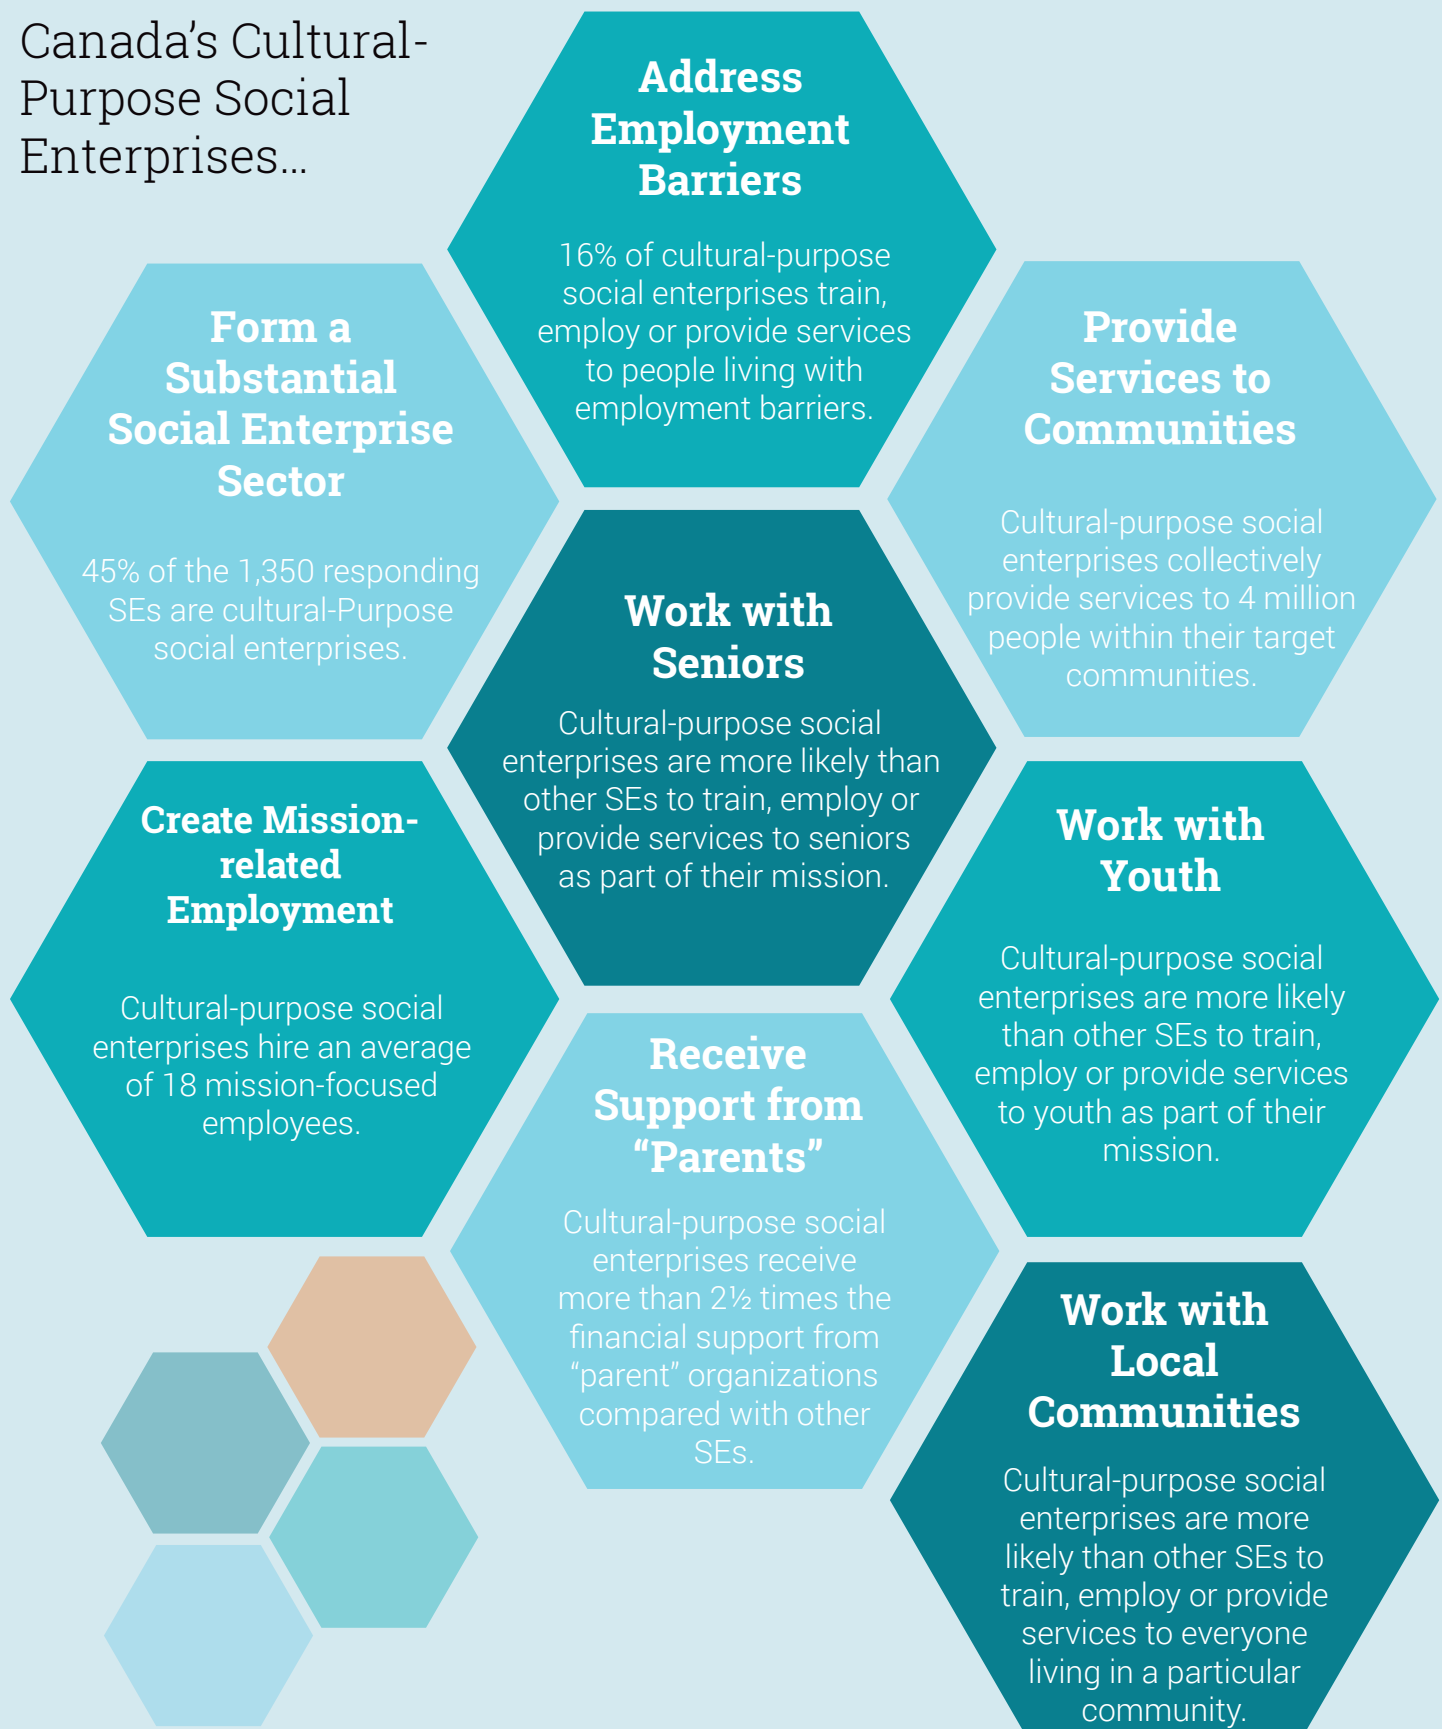 Canada's Cultural-
Purpose Social
Enterprises...
Address
Employment
Barriers
16% of cultural-purpose
social enterprises train,
employ or provide services
to people living with
employment barriers.
Form a
Substantial
Social Enterprise
Sector
45% of the 1,350 responding
SEs are cultural-Purpose
social enterprises.
Provide
Services to
Communities
Cultural-purpose social
enterprises collectively
provide services to 4 million
people within their target
communities.
Work with
Seniors
Cultural-purpose social
enterprises are more likely than
other SEs to train, employ or
provide services to seniors
as part of their mission.
Create Mission-
related
Employment
Cultural-purpose social
enterprises hire an average
of 18 mission-focused
employees.
Work with
Youth
Cultural-purpose social
enterprises are more likely
than other SEs to train,
employ or provide services
to youth as part of their
mission.
Receive
Support from
“Parents”
Cultural-purpose social
enterprises receive
more than 2½ times the
financial support from
“parent” organizations
compared with other
SEs.
Work with
Local
Communities
Cultural-purpose social
enterprises are more
likely than other SEs to
train, employ or provide
services to everyone
living in a particular
community.